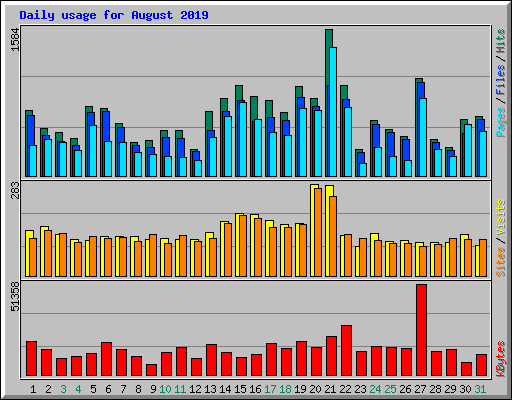 Daily usage for August 2019
1584
Pages / Files / Hits
283
Sites / Visits
51358
KBytes
1 2 3 4 5 6 7 8 9 10 11 12 13 14 15 16 17 18 19 20 21 22 23 24 25 26 27 28 29 30 31